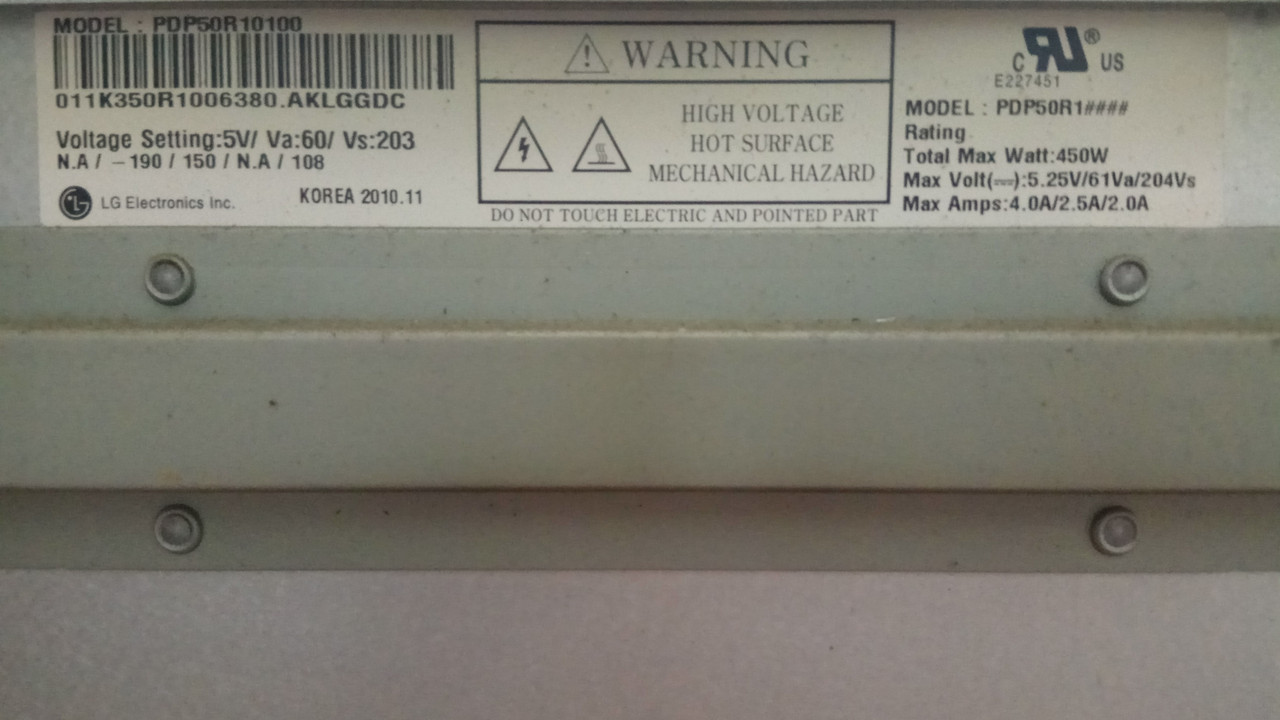 MODEL : PDP50R10100
011K350R1006380.AKLGGDC
Voltage Setting:5V/ Va:60/ Vs:203
N.A / -190 / 150 / N.A / 108
LG LG Electronics Inc.
KOREA 2010.11
WARNING
HIGH VOLTAGE
HOT SURFACE
MECHANICAL HAZARD
DO NOT TOUCH ELECTRIC AND POINTED PART
C RU® US
E227451
MODEL : PDP50R1####
Rating
Total Max Watt:450W
Max Volt(⎓):5.25V/61Va/204Vs
Max Amps:4.0A/2.5A/2.0A